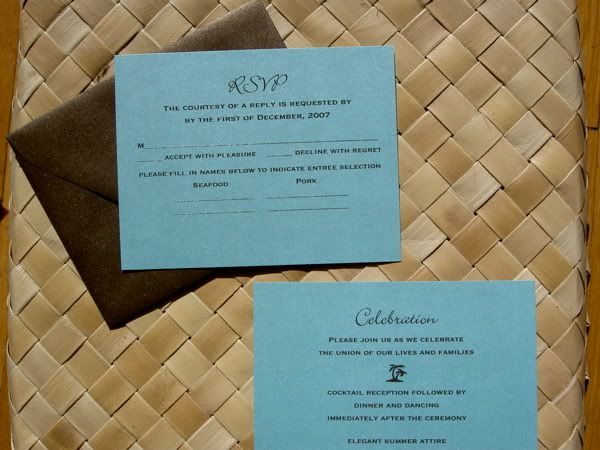 RSVP
The courtesy of a reply is requested by
by the first of December, 2007
M
accept with pleasure decline with regret
please fill in names below to indicate entree selection
Seafood Pork
Celebration
Please join us as we celebrate
the union of our lives and families
cocktail reception followed by
dinner and dancing
immediately after the ceremony
elegant summer attire